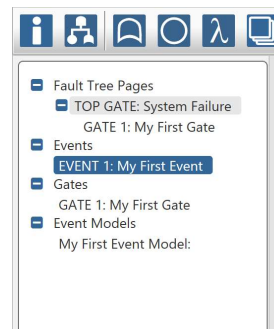 i λ
Fault Tree Pages
TOP GATE: System Failure
GATE 1: My First Gate
Events
EVENT 1: My First Event
Gates
GATE 1: My First Gate
Event Models
My First Event Model: